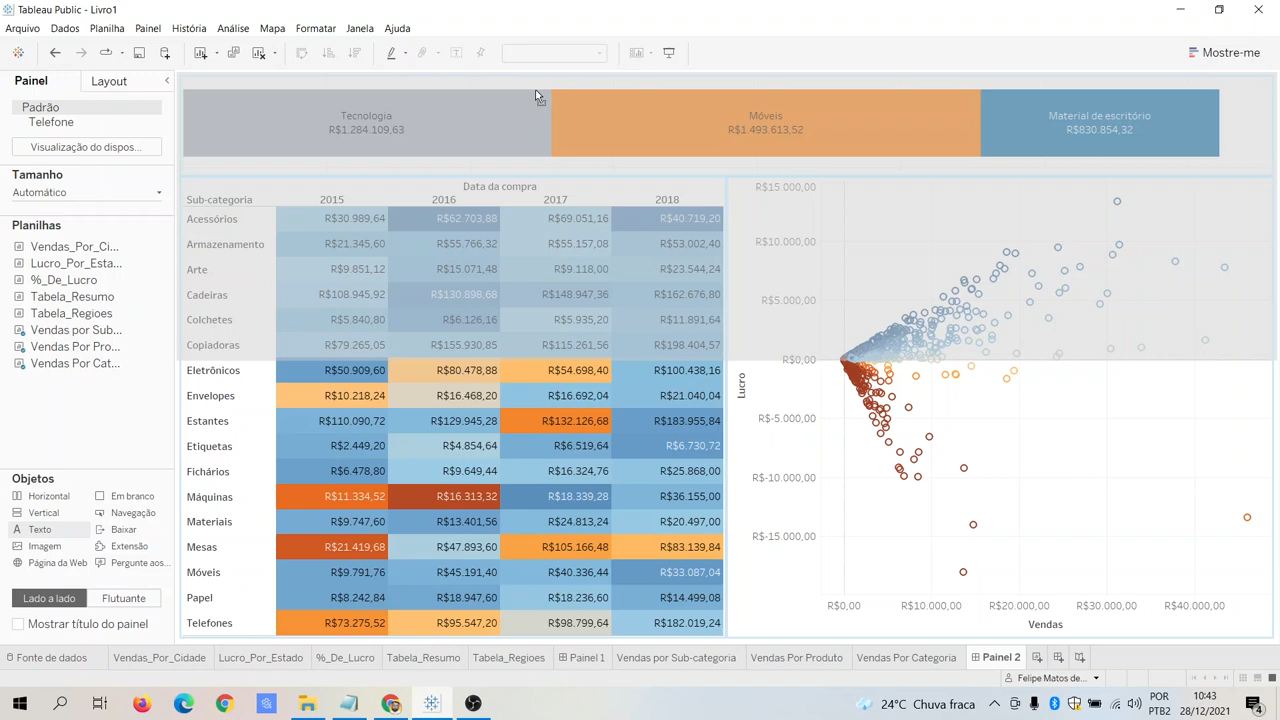 Tableau Public - Livro1
Arquivo Dados Planilha Painel História Análise Mapa Formatar Janela Ajuda
Mostre-me
Painel Layout
Padrão
Telefone
Visualização do dispos...
Tamanho
Automático
Planilhas
Vendas_Por_Ci...
Lucro_Por_Esta...
%_De_Lucro
Tabela_Resumo
Tabela_Regioes
Vendas por Sub...
Vendas Por Pro...
Vendas Por Cat...
Objetos
Horizontal Em branco
Vertical Navegação
Texto Baixar
Imagem Extensão
Página da Web Pergunte aos...
Lado a lado Flutuante
Mostrar título do painel
Tecnologia
R$1.284.109,63
Móveis
R$1.493.613,52
Material de escritório
R$830.854,32
Data da compra
Sub-categoria 2015 2016 2017 2018
Acessórios R$30.989,64 R$62.703,88 R$69.051,16 R$40.719,20
Armazenamento R$21.345,60 R$55.766,32 R$55.157,08 R$53.002,40
Arte R$9.851,12 R$15.071,48 R$9.118,00 R$23.544,24
Cadeiras R$108.945,92 R$130.898,68 R$148.947,36 R$162.676,80
Colchetes R$5.840,80 R$6.126,16 R$5.935,20 R$11.891,64
Copiadoras R$79.265,05 R$155.930,85 R$115.261,56 R$198.404,57
Eletrônicos R$50.909,60 R$80.478,88 R$54.698,40 R$100.438,16
Envelopes R$10.218,24 R$16.468,20 R$16.692,04 R$21.040,04
Estantes R$110.090,72 R$129.945,28 R$132.126,68 R$183.955,84
Etiquetas R$2.449,20 R$4.854,64 R$6.519,64 R$6.730,72
Fichários R$6.478,80 R$9.649,44 R$16.324,76 R$25.868,00
Máquinas R$11.334,52 R$16.313,32 R$18.339,28 R$36.155,00
Materiais R$9.747,60 R$13.401,56 R$24.813,24 R$20.497,00
Mesas R$21.419,68 R$47.893,60 R$105.166,48 R$83.139,84
Móveis R$9.791,76 R$45.191,40 R$40.336,44 R$33.087,04
Papel R$8.242,84 R$18.947,60 R$18.236,60 R$14.499,08
Telefones R$73.275,52 R$95.547,20 R$98.799,64 R$182.019,24
Lucro
R$15.000,00
R$10.000,00
R$5.000,00
R$0,00
R$-5.000,00
R$-10.000,00
R$-15.000,00
R$0,00 R$10.000,00 R$20.000,00 R$30.000,00 R$40.000,00
Vendas
Fonte de dados Vendas_Por_Cidade Lucro_Por_Estado %_De_Lucro Tabela_Resumo Tabela_Regioes Painel 1 Vendas por Sub-categoria Vendas Por Produto Vendas Por Categoria Painel 2
Felipe Matos de...
24°C Chuva fraca
POR
PTB2
10:43
28/12/2021
4